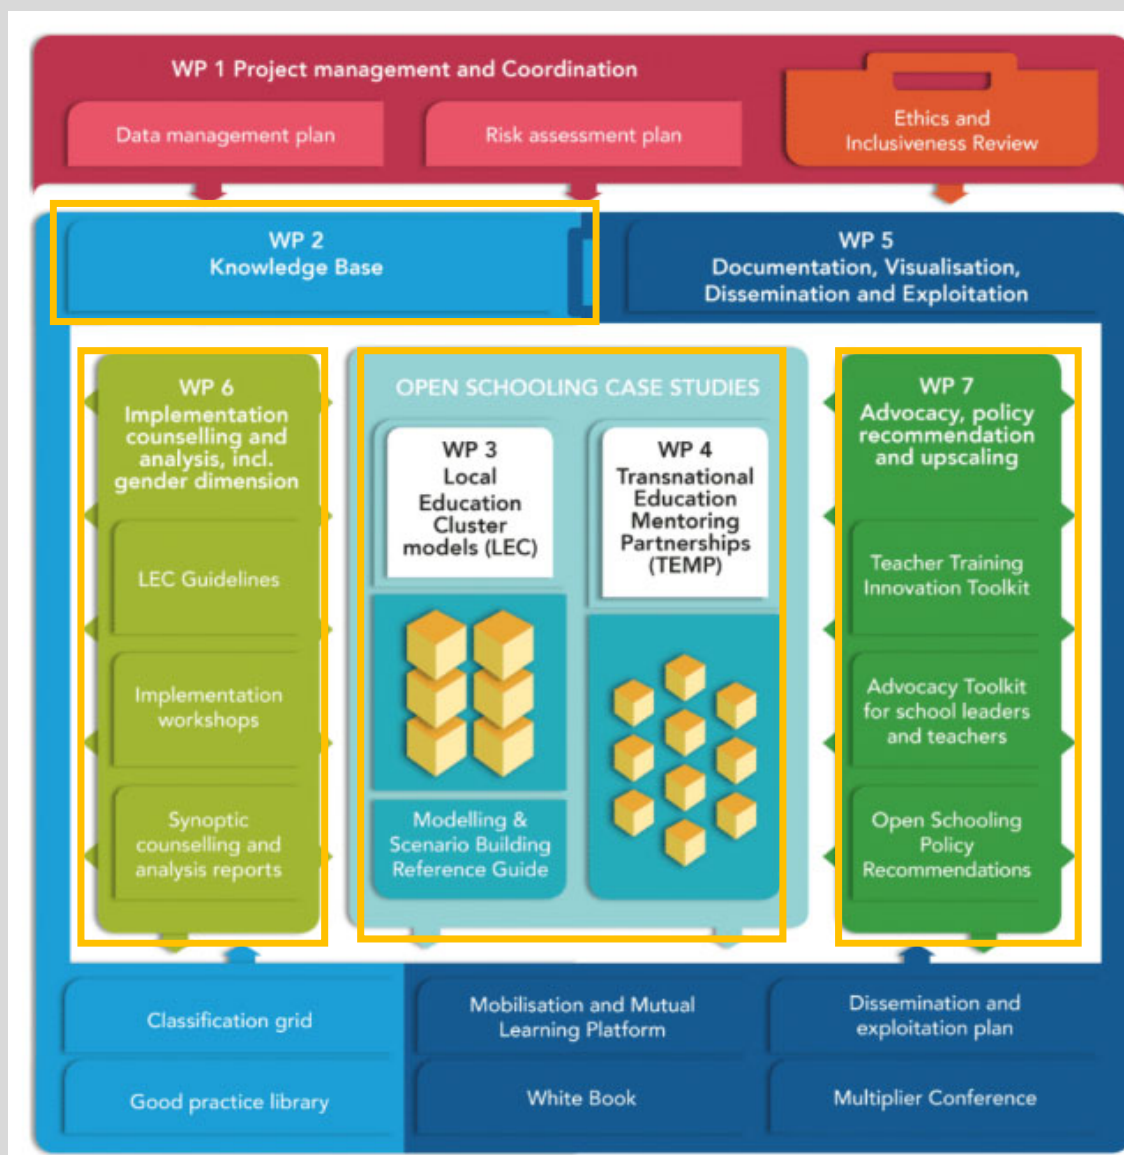 WP 1 Project management and Coordination
Data management plan
Risk assessment plan
Ethics and
Inclusiveness Review
WP 2
Knowledge Base
WP 5
Documentation, Visualisation,
Dissemination and Exploitation
WP 6
Implementation
counselling and
analysis, incl.
gender dimension
LEC Guidelines
Implementation
workshops
Synoptic
counselling and
analysis reports
OPEN SCHOOLING CASE STUDIES
WP 3
Local
Education
Cluster
models (LEC)
Modelling &
Scenario Building
Reference Guide
WP 4
Transnational
Education
Mentoring
Partnerships
(TEMP)
WP 7
Advocacy, policy
recommendation
and upscaling
Teacher Training
Innovation Toolkit
Advocacy Toolkit
for school leaders
and teachers
Open Schooling
Policy
Recommendations
Classification grid
Good practice library
Mobilisation and Mutual
Learning Platform
White Book
Dissemination and
exploitation plan
Multiplier Conference